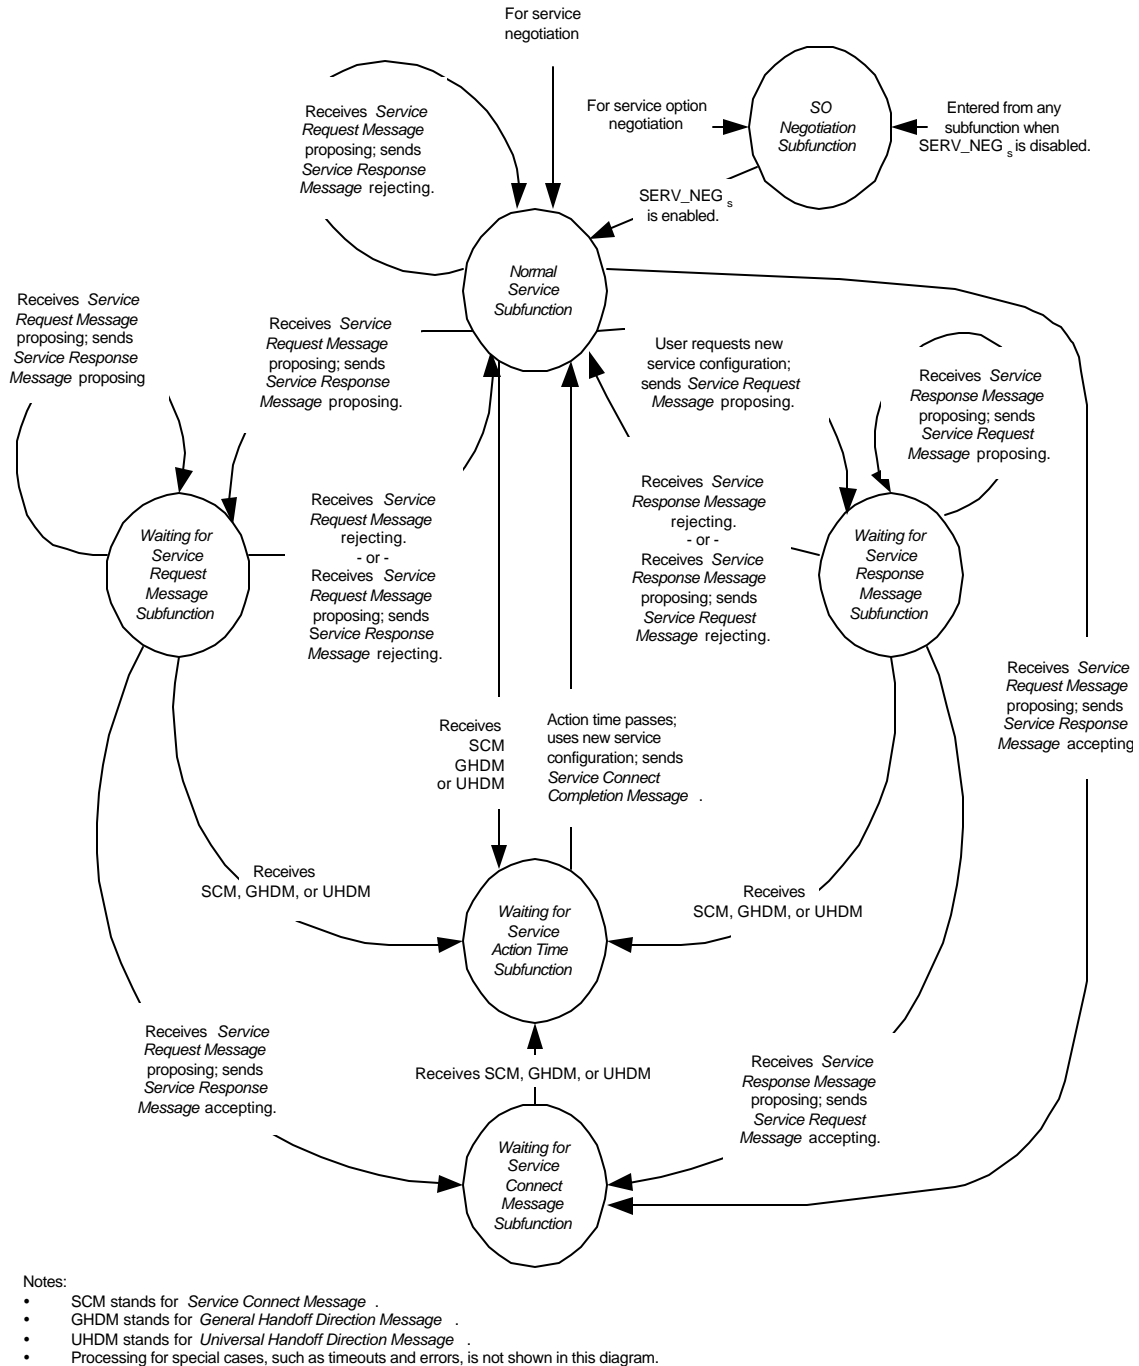 For service
negotiation
Receives Service
Request Message
proposing; sends
Service Response
Message rejecting.
For service option
negotiation
SO
Negotiation
Subfunction
Entered from any
subfunction when
SERV_NEG s is disabled.
SERV_NEG s
is enabled.
Normal
Service
Subfunction
Receives Service
Request Message
proposing; sends
Service Response
Message proposing
Receives Service
Request Message
proposing; sends
Service Response
Message proposing.
User requests new
service configuration;
sends Service Request
Message proposing.
Receives Service
Response Message
proposing; sends
Service Request
Message proposing.
Waiting for
Service
Request
Message
Subfunction
Receives Service
Request Message
rejecting.
- or -
Receives Service
Request Message
proposing; sends
Service Response
Message rejecting.
Receives Service
Response Message
rejecting.
- or -
Receives Service
Response Message
proposing; sends
Service Request
Message rejecting.
Waiting for
Service
Response
Message
Subfunction
Receives
SCM
GHDM
or UHDM
Action time passes;
uses new service
configuration; sends
Service Connect
Completion Message .
Receives Service
Request Message
proposing; sends
Service Response
Message accepting
Receives
SCM, GHDM, or UHDM
Waiting for
Service
Action Time
Subfunction
Receives
SCM, GHDM, or UHDM
Receives Service
Request Message
proposing; sends
Service Response
Message accepting.
Receives SCM, GHDM, or UHDM
Receives Service
Response Message
proposing; sends
Service Request
Message accepting.
Waiting for
Service
Connect
Message
Subfunction
Notes:
• SCM stands for Service Connect Message .
• GHDM stands for General Handoff Direction Message .
• UHDM stands for Universal Handoff Direction Message .
• Processing for special cases, such as timeouts and errors, is not shown in this diagram.